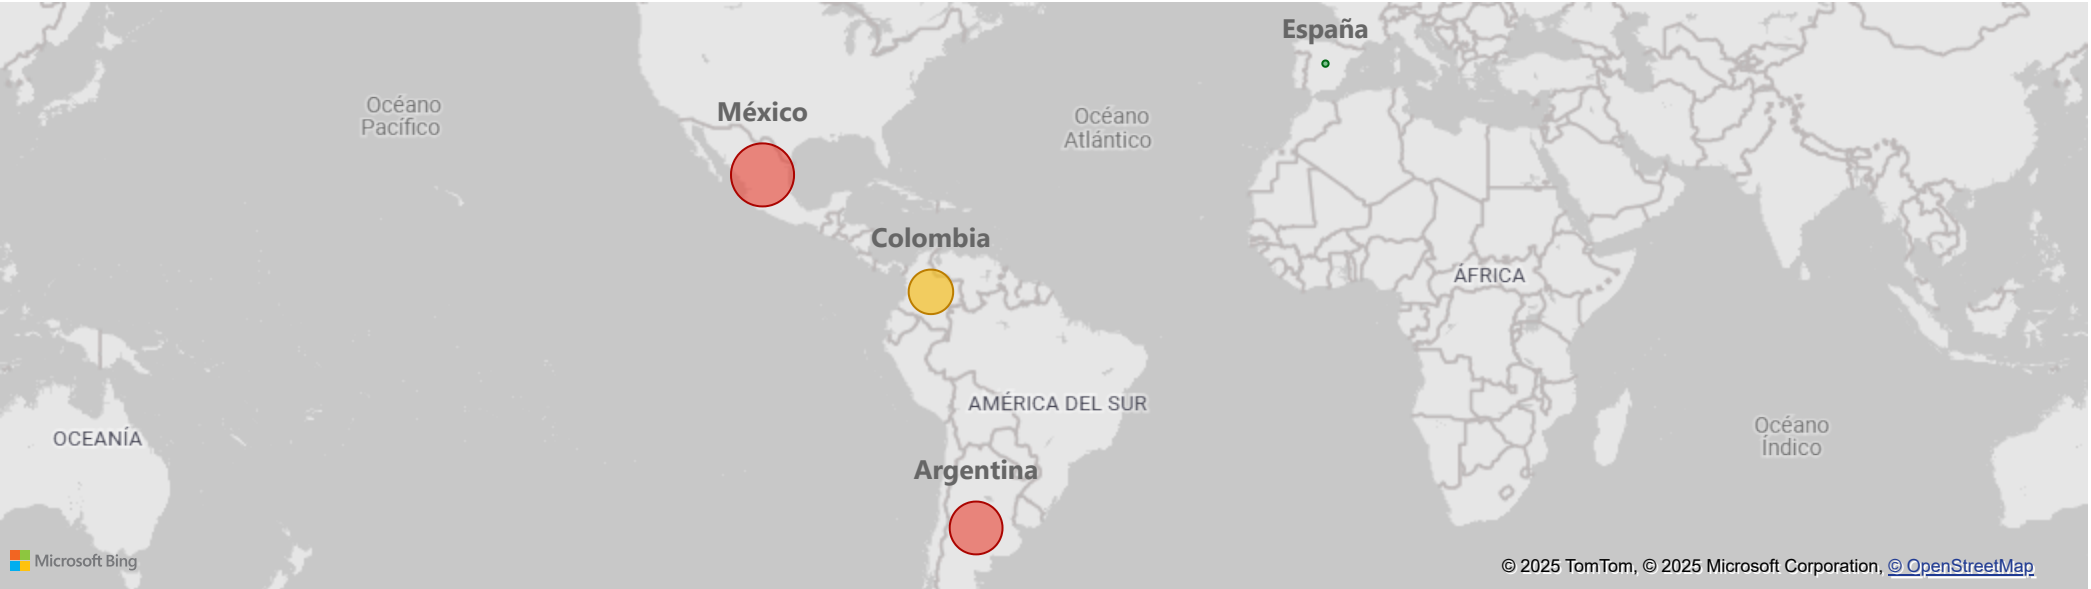 España
México
Océano
Pacífico
Océano
Atlántico
Colombia
ÁFRICA
AMÉRICA DEL SUR
OCEANÍA
Océano
Índico
Argentina
Microsoft Bing
© 2025 TomTom, © 2025 Microsoft Corporation, © OpenStreetMap